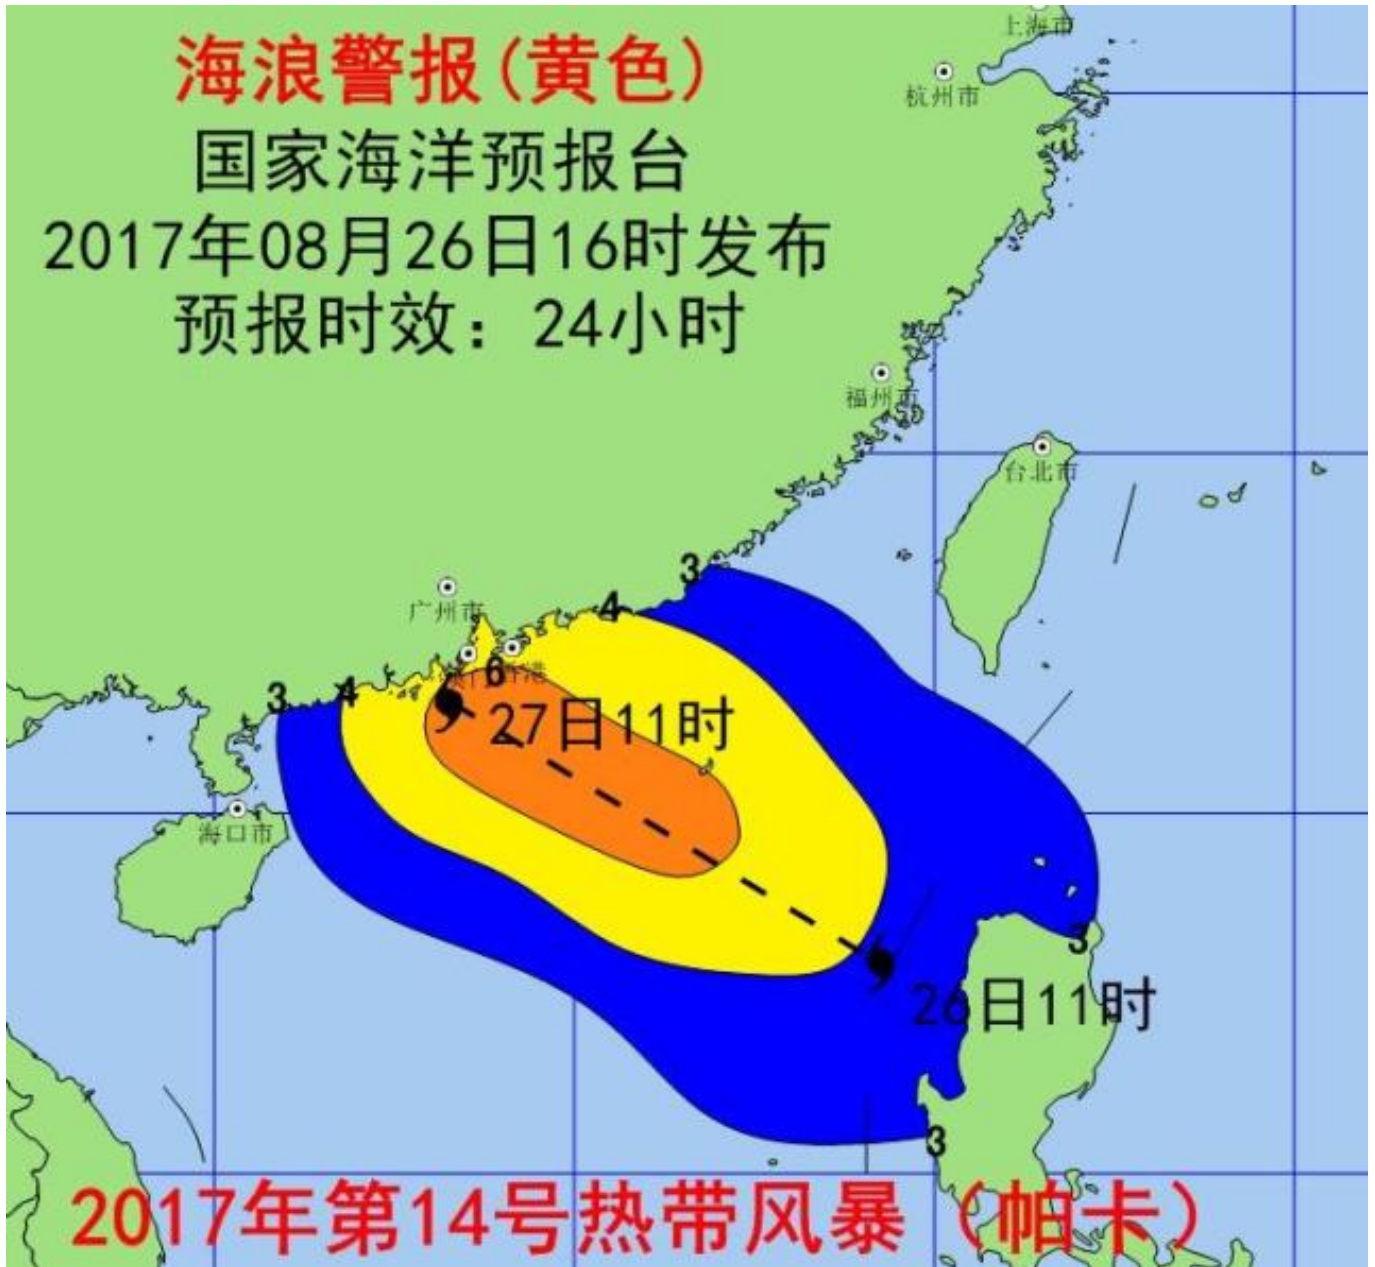 上海市
海浪警报(黄色)
杭州市
国家海洋预报台
2017年08月26日16时发布
预报时效：24小时
福州市
台北市
3
4
广州市
6
香港
3
4
27日11时
海口市
3
26日11时
3
2017年第14号热带风暴（帕卡）